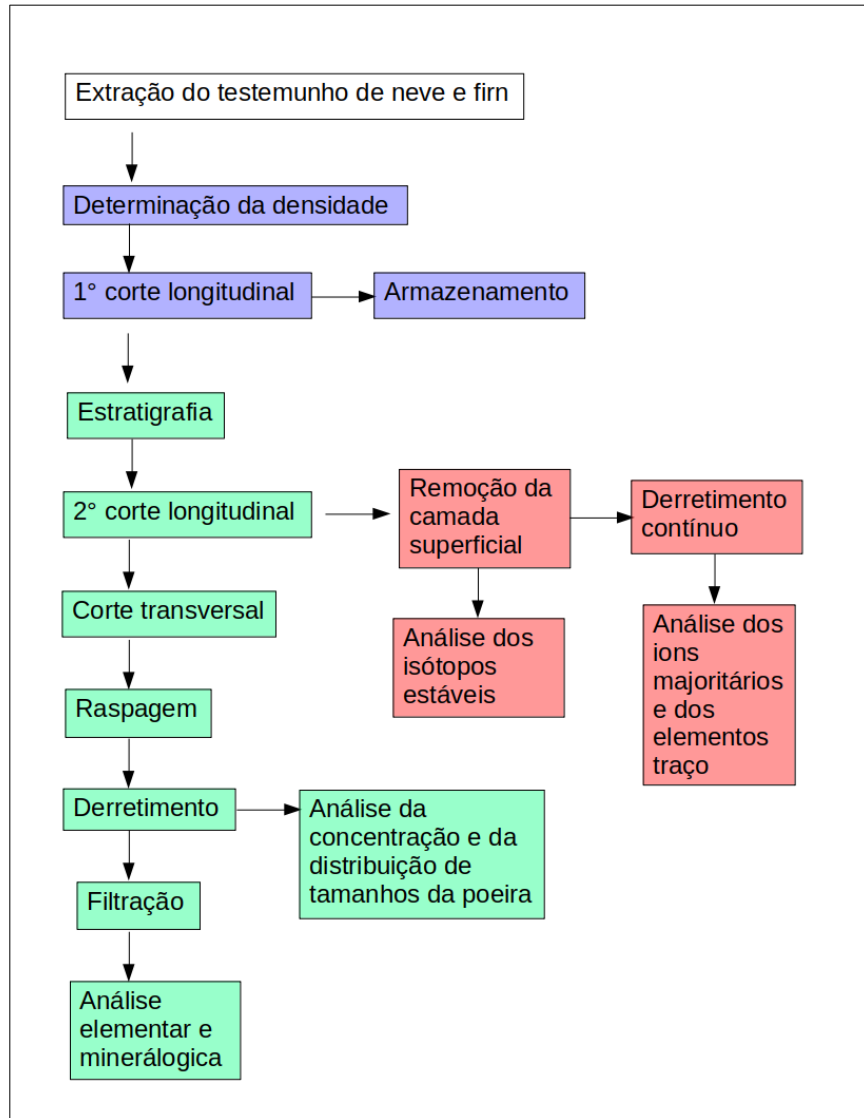 Extração do testemunho de neve e firn
Determinação da densidade
1° corte longitudinal
Armazenamento
Estratigrafia
2° corte longitudinal
Remoção da
camada
superficial
Derretimento
contínuo
Corte transversal
Análise dos
isótopos
estáveis
Análise dos
ions
majoritários
e dos
elementos
traço
Raspagem
Derretimento
Análise da
concentração e da
distribuição de
tamanhos da poeira
Filtração
Análise
elementar e
minerálogica